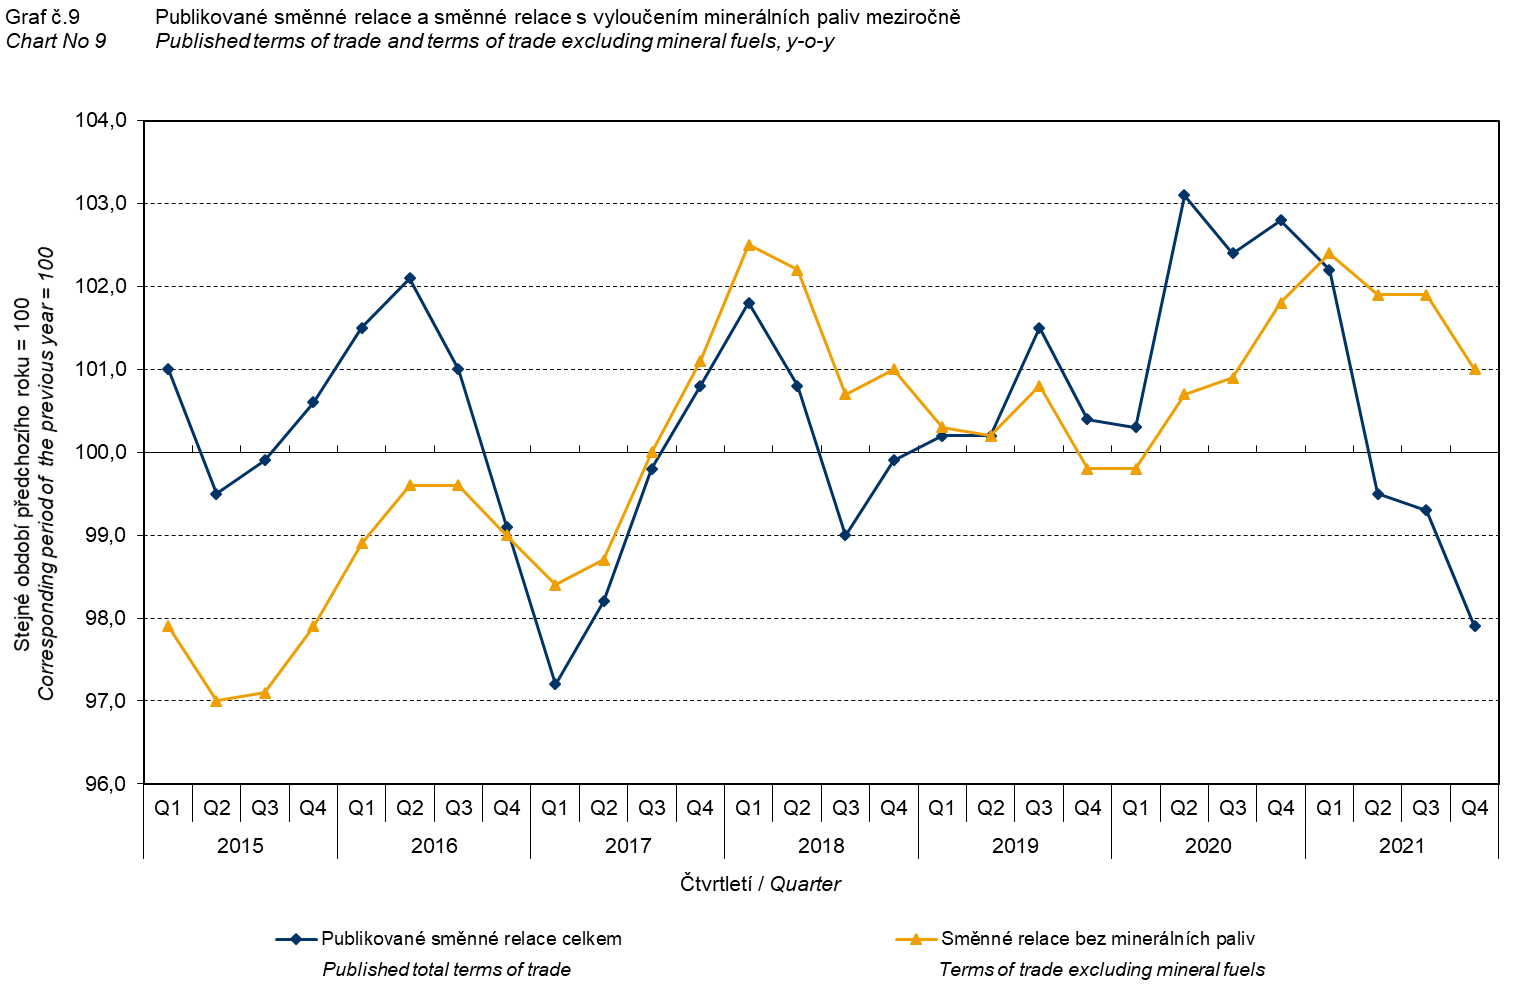 Graf č.9 Publikované směnné relace a směnné relace s vyloučením minerálních paliv meziročně
Chart No 9 Published terms of trade and terms of trade excluding mineral fuels, y-o-y
Stejné období předchozího roku = 100
Corresponding period of the previous year = 100
104,0
103,0
102,0
101,0
100,0
99,0
98,0
97,0
96,0
Q1 Q2 Q3 Q4 Q1 Q2 Q3 Q4 Q1 Q2 Q3 Q4 Q1 Q2 Q3 Q4 Q1 Q2 Q3 Q4 Q1 Q2 Q3 Q4 Q1 Q2 Q3 Q4
2015 2016 2017 2018 2019 2020 2021
Čtvrtletí / Quarter
Publikované směnné relace celkem Směnné relace bez minerálních paliv
Published total terms of trade Terms of trade excluding mineral fuels